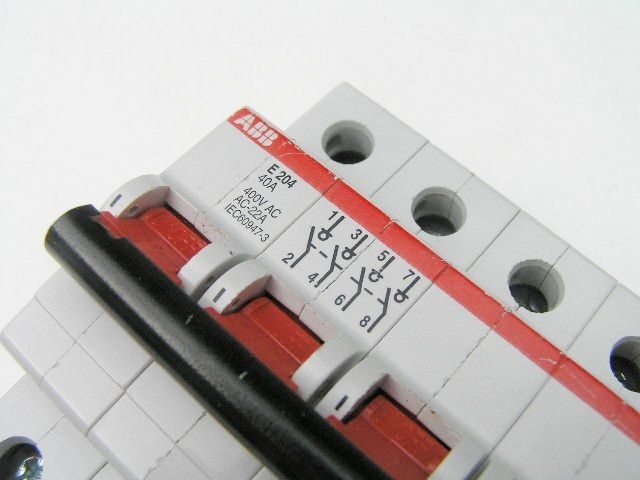 ABB
E 204
40A
400V AC
AC-22A
IEC60947-3
1 3 5 7
2 4 6 8
I
I
I